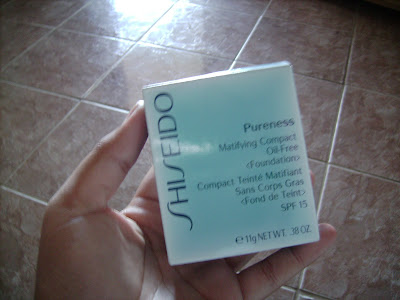 SHISEIDO
Pureness
Matifying Compact
Oil-Free
<Foundation>
Compact Teinté Matifiant
Sans Corps Gras
<Fond de Teint>
SPF 15
℮ 11g NET WT. .38 OZ.